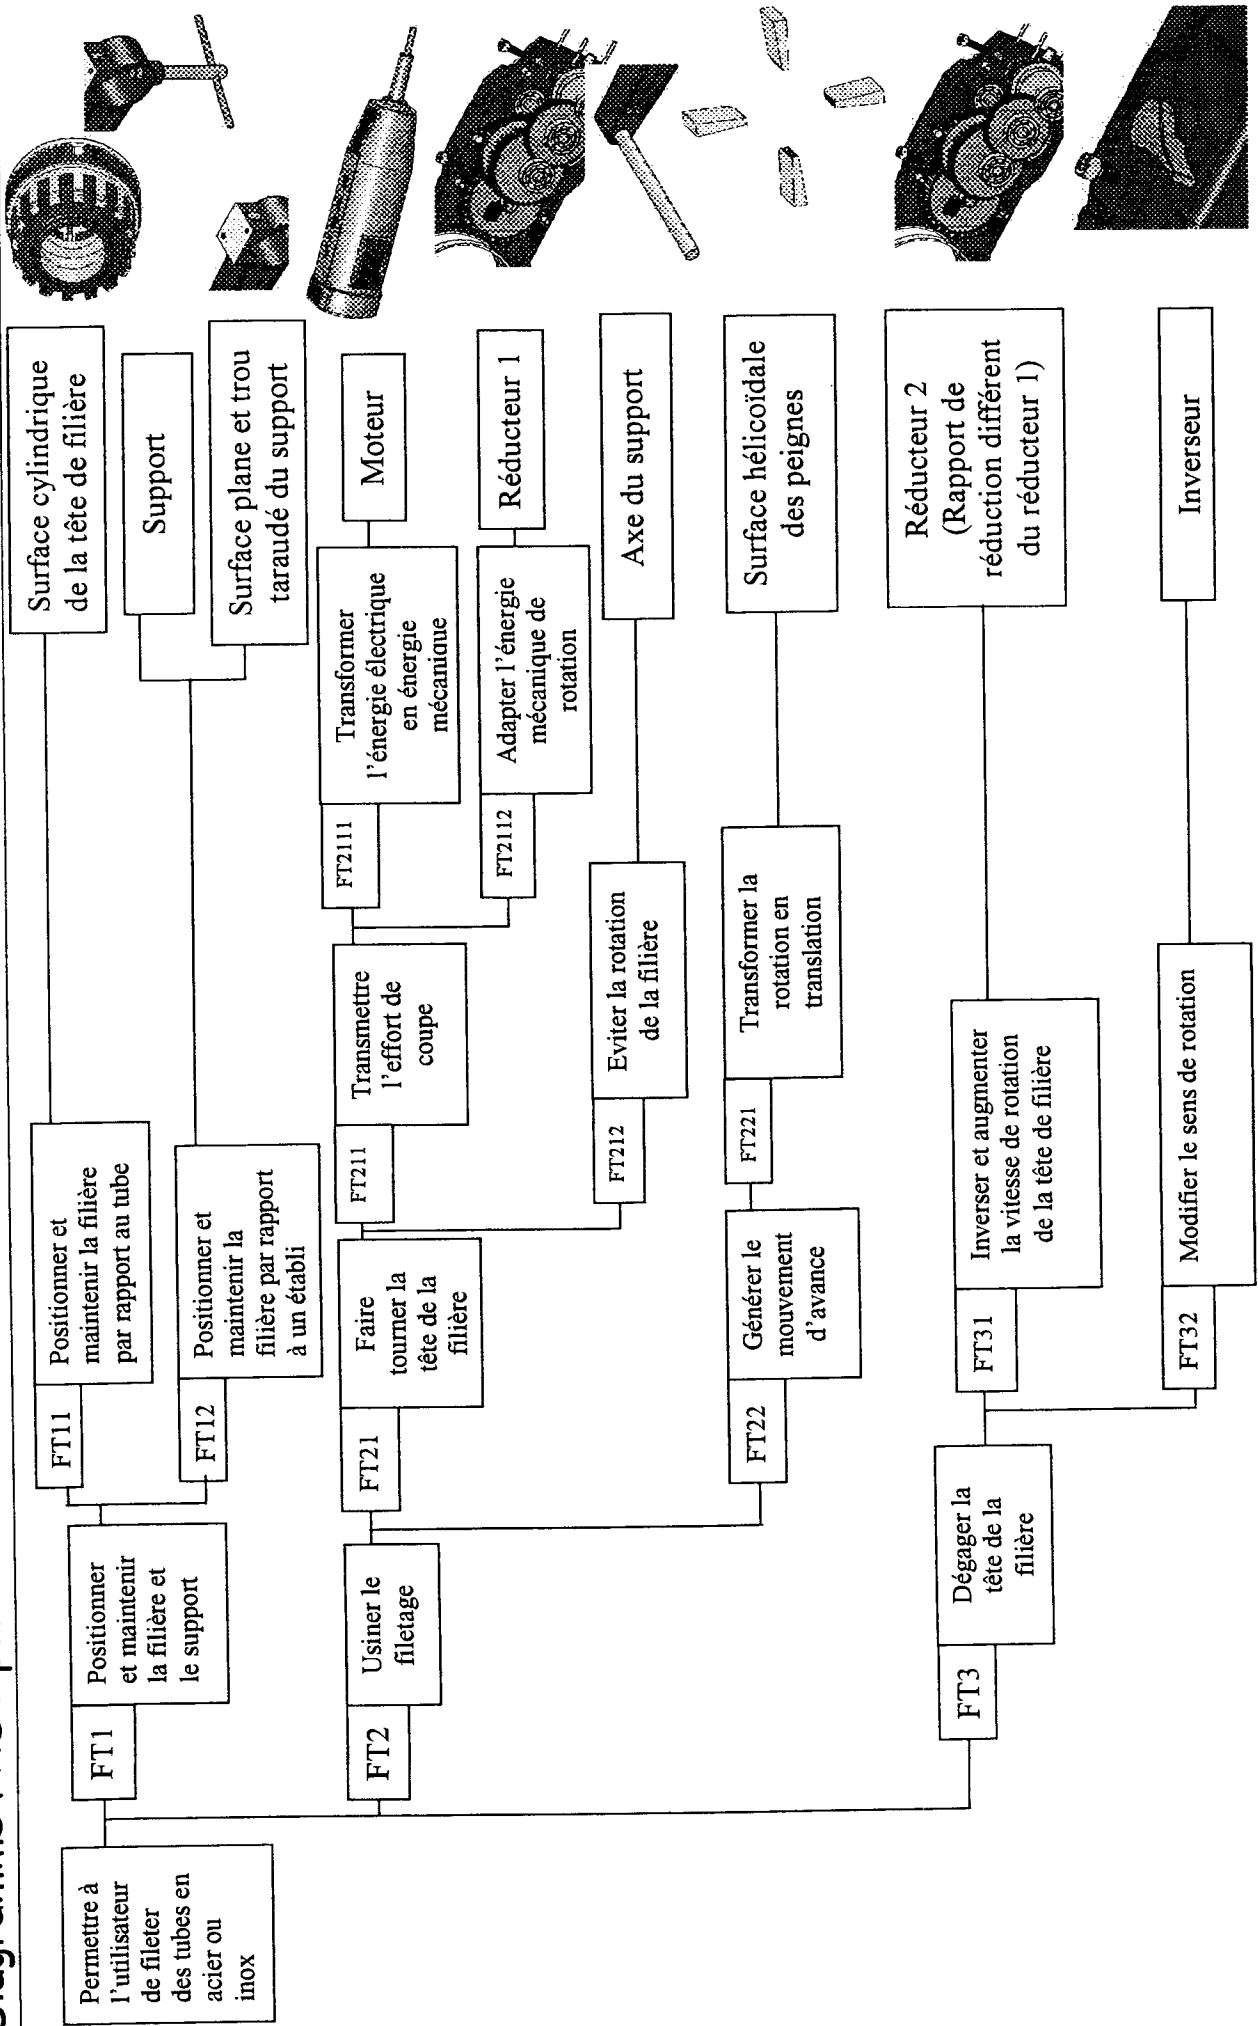 Permettre à
l'utilisateur
de fileter
des tubes en
acier ou
inox
FT1
Positionner
et maintenir
la filière et
le support
FT11
Positionner et
maintenir la filière
par rapport au tube
Surface cylindrique
de la tête de filière
FT12
Positionner et
maintenir la
filière par rapport
à un établi
Support
Surface plane et trou
taraudé du support
FT2
Usiner le
filetage
FT21
Faire
tourner la
tête de la
filière
FT211
Transmettre
l'effort de
coupe
FT2111
Transformer
l'énergie électrique
en énergie
mécanique
Moteur
FT2112
Adapter l'énergie
mécanique de
rotation
Réducteur 1
FT212
Eviter la rotation
de la filière
Axe du support
FT22
Générer le
mouvement
d'avance
FT221
Transformer la
rotation en
translation
Surface hélicoïdale
des peignes
FT3
Dégager la
tête de la
filière
FT31
Inverser et augmenter
la vitesse de rotation
de la tête de filière
Réducteur 2
(Rapport de
réduction différent
du réducteur 1)
FT32
Modifier le sens de rotation
Inverseur